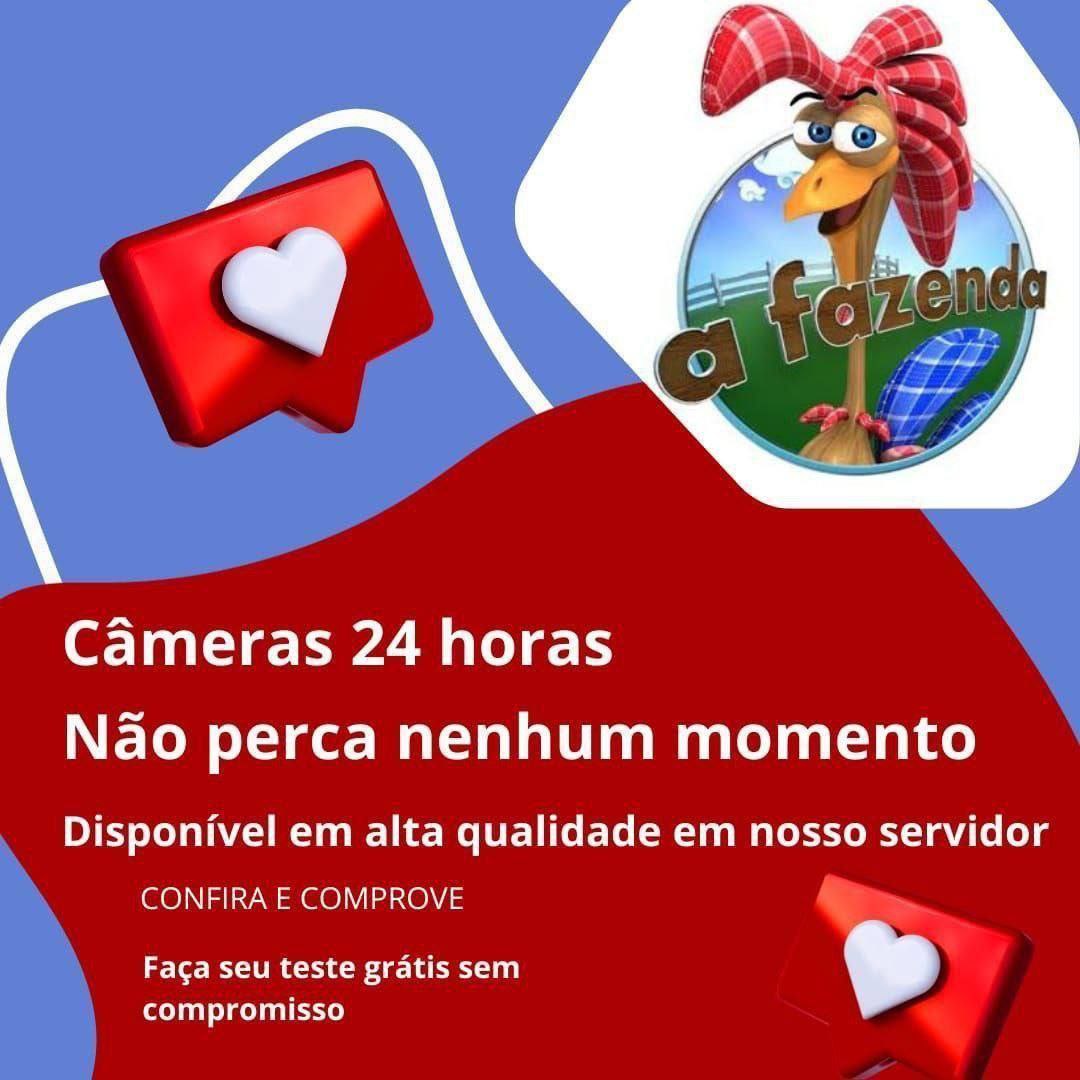 a fazenda
Câmeras 24 horas
Não perca nenhum momento
Disponível em alta qualidade em nosso servidor
CONFIRA E COMPROVE
Faça seu teste grátis sem
compromisso